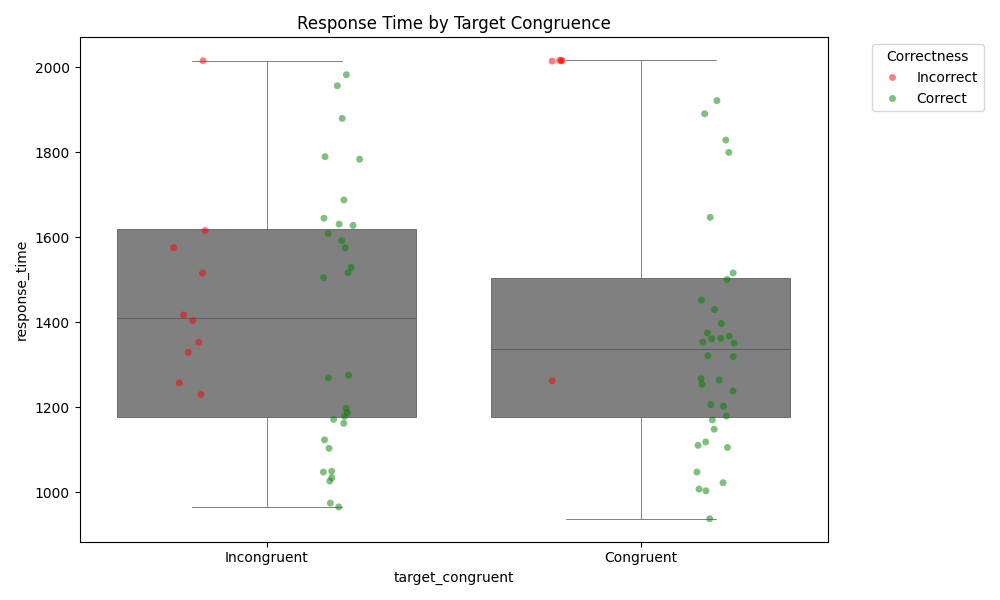 Response Time by Target Congruence
Correctness
Incorrect
Correct
response_time
2000
1800
1600
1400
1200
1000
Incongruent
Congruent
target_congruent